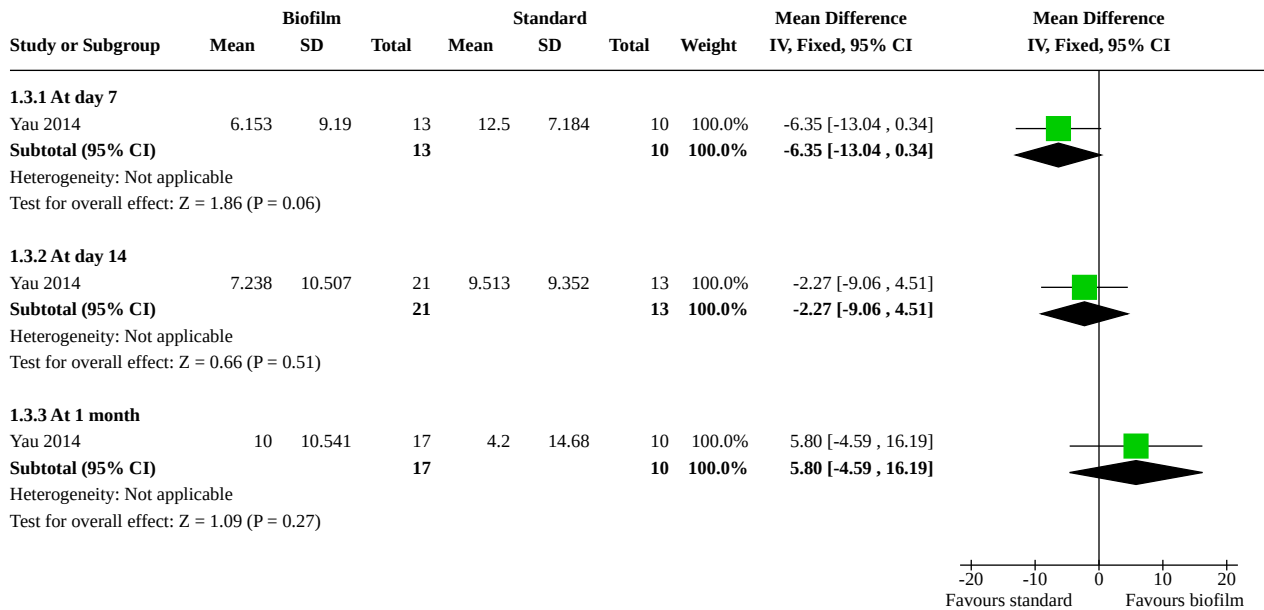 Biofilm Standard Mean Difference Mean Difference
Study or Subgroup Mean SD Total Mean SD Total Weight IV, Fixed, 95% CI IV, Fixed, 95% CI
1.3.1 At day 7
Yau 2014 6.153 9.19 13 12.5 7.184 10 100.0% -6.35 [-13.04 , 0.34]
Subtotal (95% CI) 13 10 100.0% -6.35 [-13.04 , 0.34]
Heterogeneity: Not applicable
Test for overall effect: Z = 1.86 (P = 0.06)
1.3.2 At day 14
Yau 2014 7.238 10.507 21 9.513 9.352 13 100.0% -2.27 [-9.06 , 4.51]
Subtotal (95% CI) 21 13 100.0% -2.27 [-9.06 , 4.51]
Heterogeneity: Not applicable
Test for overall effect: Z = 0.66 (P = 0.51)
1.3.3 At 1 month
Yau 2014 10 10.541 17 4.2 14.68 10 100.0% 5.80 [-4.59 , 16.19]
Subtotal (95% CI) 17 10 100.0% 5.80 [-4.59 , 16.19]
Heterogeneity: Not applicable
Test for overall effect: Z = 1.09 (P = 0.27)
-20 -10 0 10 20
Favours standard Favours biofilm